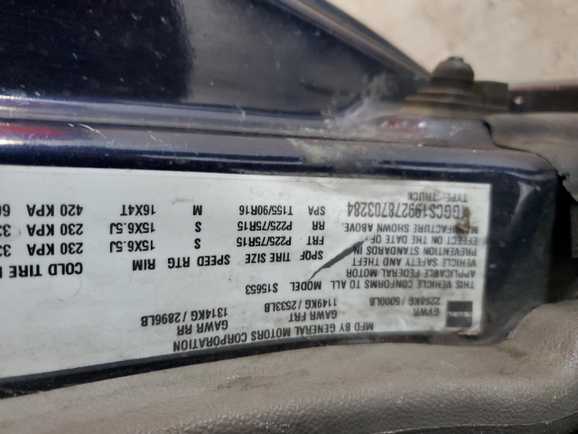 MFD BY GENERAL MOTORS CORPORATION
GVWR GAWR FRT GAWR RR
2268KG / 5000LB 1149KG / 2533LB 1314KG / 2896LB
THIS VEHICLE CONFORMS TO ALL
APPLICABLE FEDERAL MOTOR
VEHICLE SAFETY AND THEFT
PREVENTION STANDARDS IN
EFFECT ON THE DATE OF
MANUFACTURE SHOWN ABOVE.
TYPE: TRUCK
MODEL: S15653
SPOF TIRE SIZE SPEED RTG RIM COLD TIRE
FRT P225/75R15 S 15X6.5J 230 KPA
RR P225/75R15 S 15X6.5J 230 KPA
SPA T155/90R16 M 16X4T 420 KPA